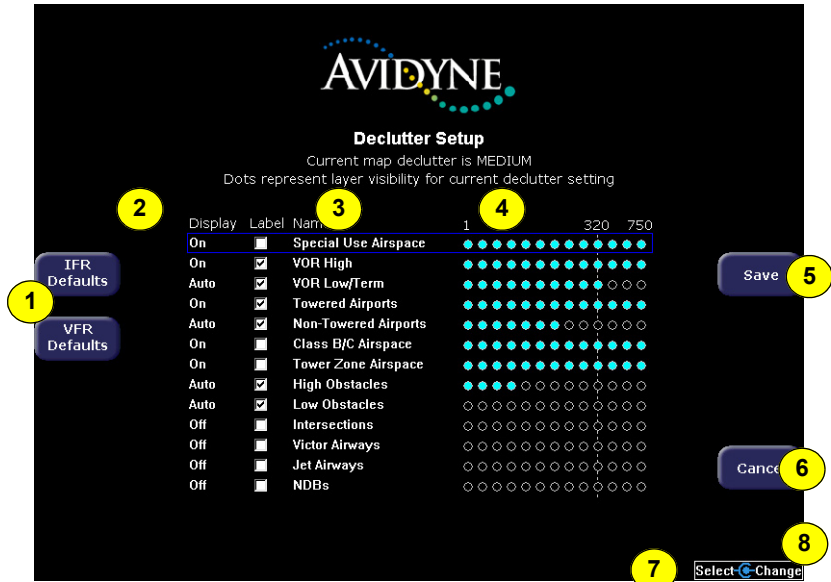 AVIDYNE
Declutter Setup
Current map declutter is MEDIUM
Dots represent layer visibility for current declutter setting
2 3 4
Display Label 1 320 750
On Special Use Airspace
On VOR High
Auto VOR Low/Term
On Towered Airports
Auto Non-Towered Airports
On Class B/C Airspace
On Tower Zone Airspace
Auto High Obstacles
Auto Low Obstacles
Off Intersections
Off Victor Airways
Off Jet Airways
Off NDBs
IFR
Defaults
1
VFR
Defaults
Save 5
6
8
7 Select Change